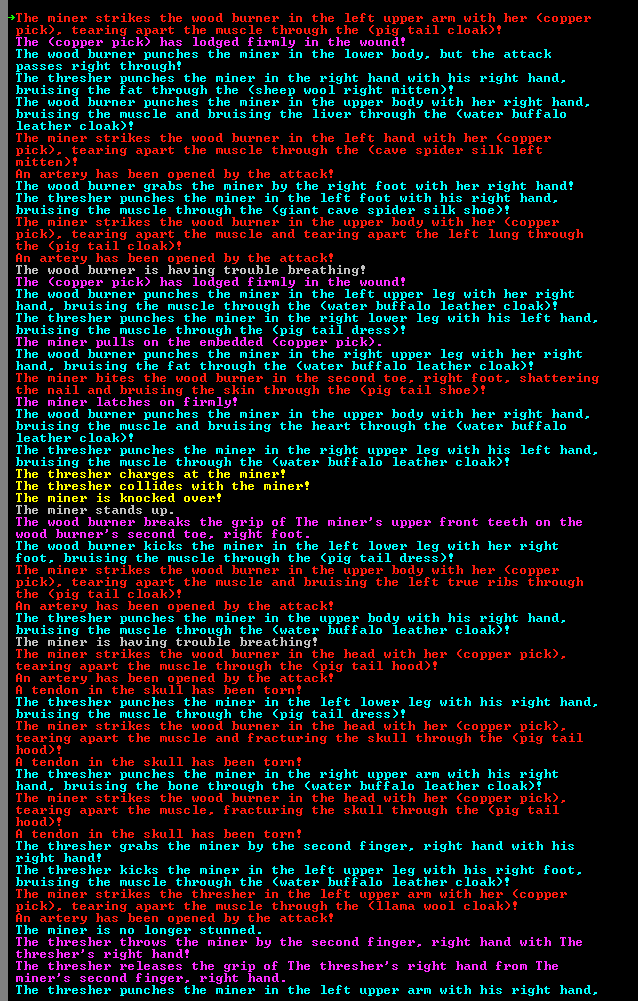 The miner strikes the wood burner in the left upper arm with her (copper
pick), tearing apart the muscle through the (pig tail cloak)!
The (copper pick) has lodged firmly in the wound!
The wood burner punches the miner in the lower body, but the attack
passes right through!
The thresher punches the miner in the right hand with his right hand,
bruising the fat through the (sheep wool right mitten)!
The wood burner punches the miner in the upper body with her right hand,
bruising the muscle and bruising the liver through the (water buffalo
leather cloak)!
The miner strikes the wood burner in the left hand with her (copper
pick), tearing apart the muscle through the (cave spider silk left
mitten)!
An artery has been opened by the attack!
The wood burner grabs the miner by the right foot with her right hand!
The thresher punches the miner in the left foot with his right hand,
bruising the muscle through the (giant cave spider silk shoe)!
The miner strikes the wood burner in the upper body with her (copper
pick), tearing apart the muscle and tearing apart the left lung through
the (pig tail cloak)!
An artery has been opened by the attack!
The wood burner is having trouble breathing!
The (copper pick) has lodged firmly in the wound!
The wood burner punches the miner in the left upper leg with her right
hand, bruising the muscle through the (water buffalo leather cloak)!
The thresher punches the miner in the right lower leg with his left hand,
bruising the muscle through the (pig tail dress)!
The miner pulls on the embedded (copper pick).
The wood burner punches the miner in the right upper leg with her right
hand, bruising the fat through the (water buffalo leather cloak)!
The miner bites the wood burner in the second toe, right foot, shattering
the nail and bruising the skin through the (pig tail shoe)!
The miner latches on firmly!
The wood burner punches the miner in the upper body with her right hand,
bruising the muscle and bruising the heart through the (water buffalo
leather cloak)!
The thresher punches the miner in the right upper leg with his left hand,
bruising the muscle through the (water buffalo leather cloak)!
The thresher charges at the miner!
The thresher collides with the miner!
The miner is knocked over!
The miner stands up.
The wood burner breaks the grip of The miner's upper front teeth on the
wood burner's second toe, right foot.
The wood burner kicks the miner in the left lower leg with her right
foot, bruising the muscle through the (pig tail dress)!
The miner strikes the wood burner in the upper body with her (copper
pick), tearing apart the muscle and bruising the left true ribs through
the (pig tail cloak)!
An artery has been opened by the attack!
The thresher punches the miner in the upper body with his right hand,
bruising the muscle through the (water buffalo leather cloak)!
The miner is having trouble breathing!
The miner strikes the wood burner in the head with her (copper pick),
tearing apart the muscle through the (pig tail hood)!
An artery has been opened by the attack!
A tendon in the skull has been torn!
The thresher punches the miner in the left lower leg with his right hand,
bruising the muscle through the (pig tail dress)!
The miner strikes the wood burner in the head with her (copper pick),
tearing apart the muscle and fracturing the skull through the (pig tail
hood)!
A tendon in the skull has been torn!
The thresher punches the miner in the right upper arm with his right
hand, bruising the bone through the (water buffalo leather cloak)!
The miner strikes the wood burner in the head with her (copper pick),
tearing apart the muscle, fracturing the skull through the (pig tail
hood)!
A tendon in the skull has been torn!
The thresher grabs the miner by the second finger, right hand with his
right hand!
The thresher kicks the miner in the left upper leg with his right foot,
bruising the muscle through the (water buffalo leather cloak)!
The miner strikes the thresher in the left upper arm with her (copper
pick), tearing apart the muscle through the (llama wool cloak)!
An artery has been opened by the attack!
The miner is no longer stunned.
The thresher throws the miner by the second finger, right hand with The
thresher's right hand!
The thresher releases the grip of The thresher's right hand from The
miner's second finger, right hand.
The thresher punches the miner in the left upper arm with his right hand,